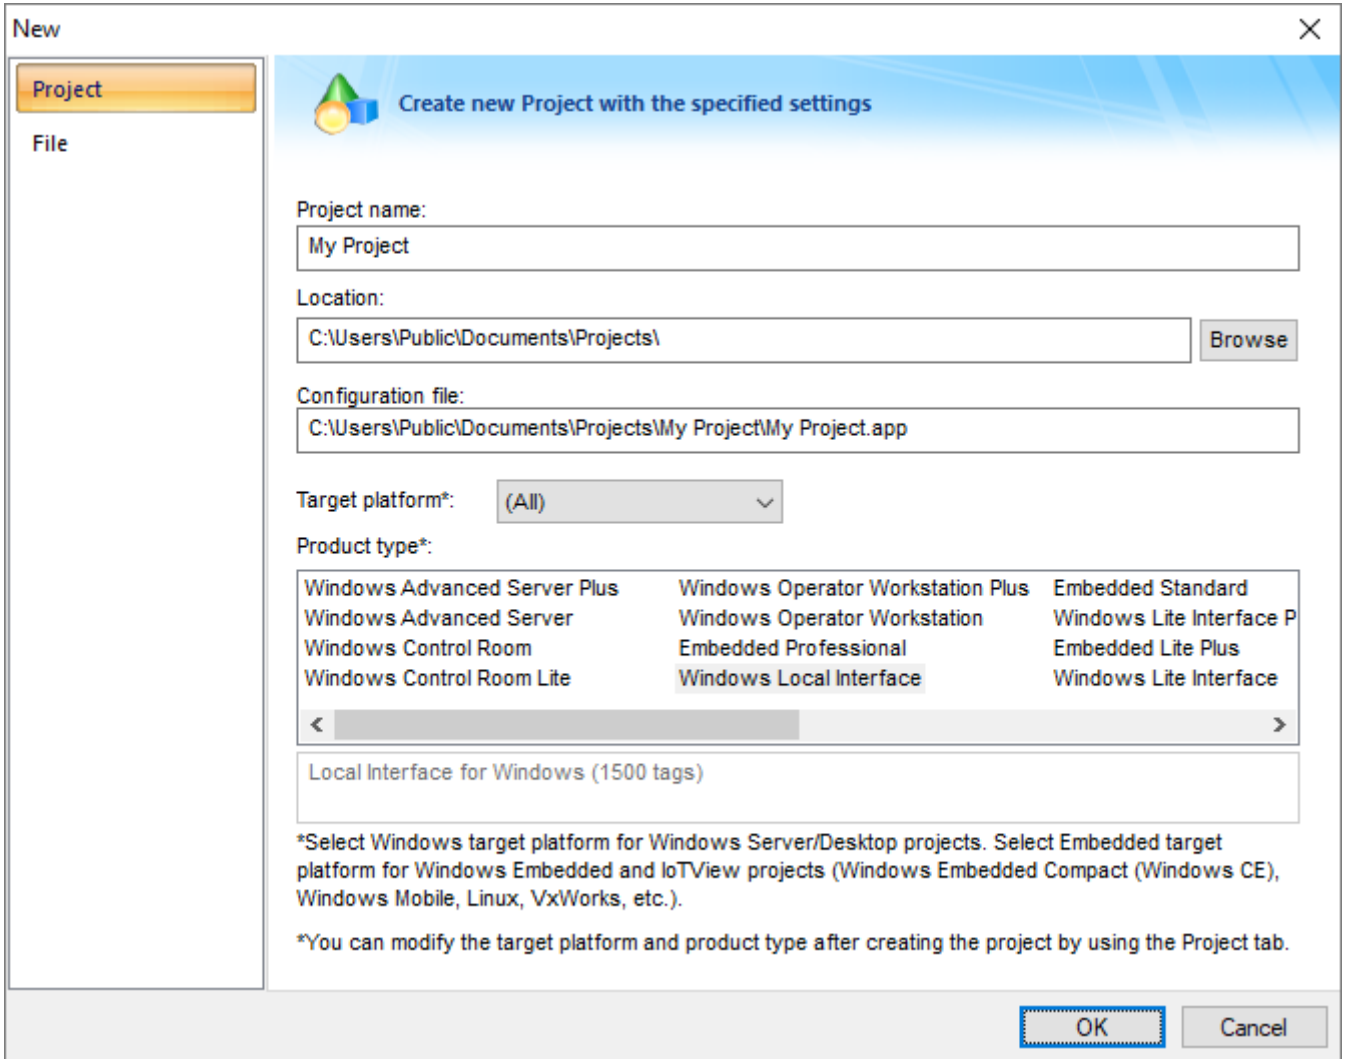 New
Project
File
Create new Project with the specified settings
Project name:
My Project
Location:
C:\Users\Public\Documents\Projects\
Browse
Configuration file:
C:\Users\Public\Documents\Projects\My Project\My Project.app
Target platform*:
(All)
Product type*:
Windows Advanced Server Plus
Windows Operator Workstation Plus
Embedded Standard
Windows Advanced Server
Windows Operator Workstation
Windows Lite Interface P
Windows Control Room
Embedded Professional
Embedded Lite Plus
Windows Control Room Lite
Windows Local Interface
Windows Lite Interface
Local Interface for Windows (1500 tags)
*Select Windows target platform for Windows Server/Desktop projects. Select Embedded target
platform for Windows Embedded and IoTView projects (Windows Embedded Compact (Windows CE),
Windows Mobile, Linux, VxWorks, etc.).
*You can modify the target platform and product type after creating the project by using the Project tab.
OK
Cancel